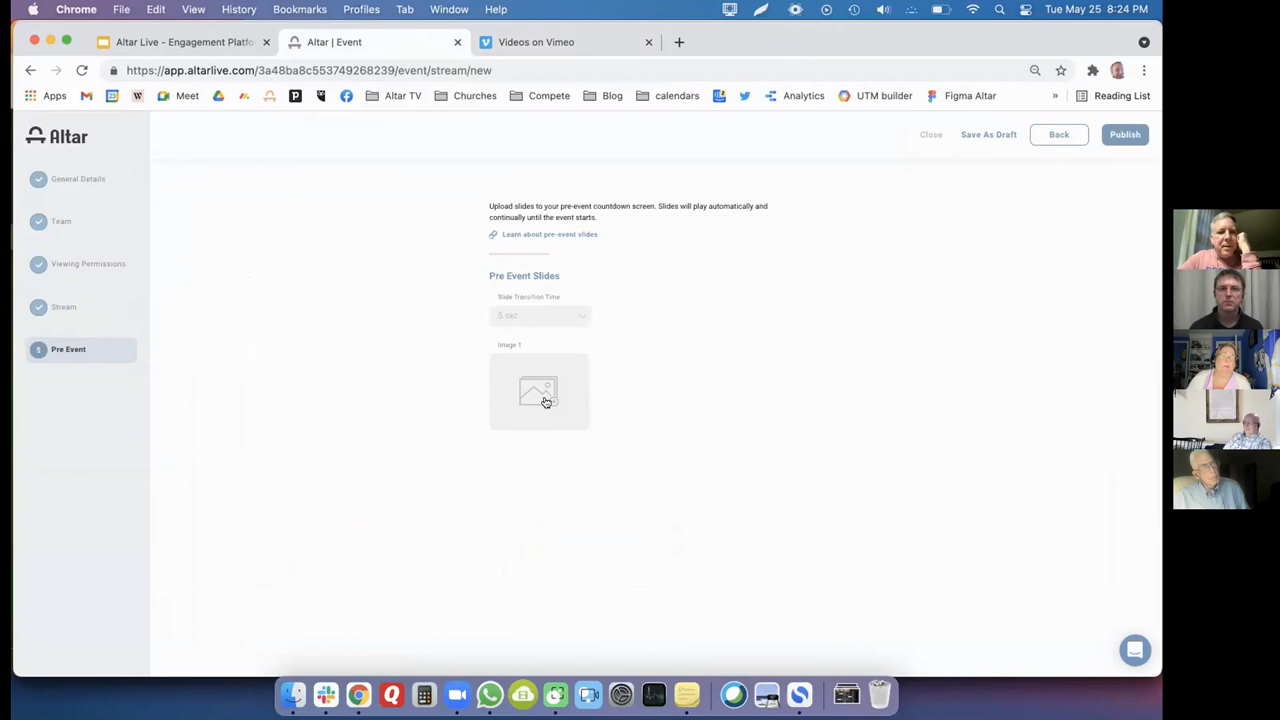 Chrome File Edit View History Bookmarks Profiles Tab Window Help Tue May 25 8:24 PM
Altar Live - Engagement Platfo Altar | Event Videos on Vimeo
https://app.altarlive.com/3a48ba8c553749268239/event/stream/new
Apps Meet Altar TV Churches Compete Blog calendars Analytics UTM builder Figma Altar » Reading List
Altar
Close Save As Draft Back Publish
General Details
Team
Viewing Permissions
Stream
5 Pre Event
Upload slides to your pre-event countdown screen. Slides will play automatically and
continually until the event starts.
Learn about pre-event slides
Pre Event Slides
Slide Transition Time
5 sec
Image 1